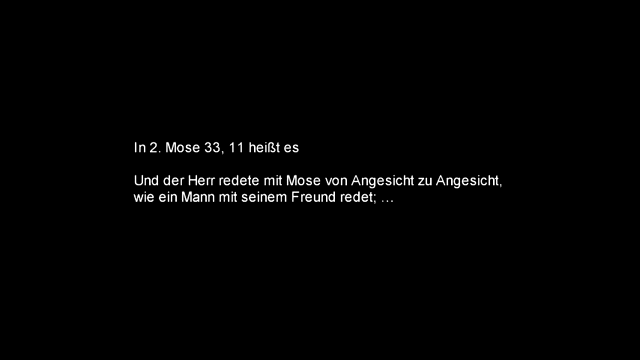 In 2. Mose 33, 11 heißt es
Und der Herr redete mit Mose von Angesicht zu Angesicht,
wie ein Mann mit seinem Freund redet; …